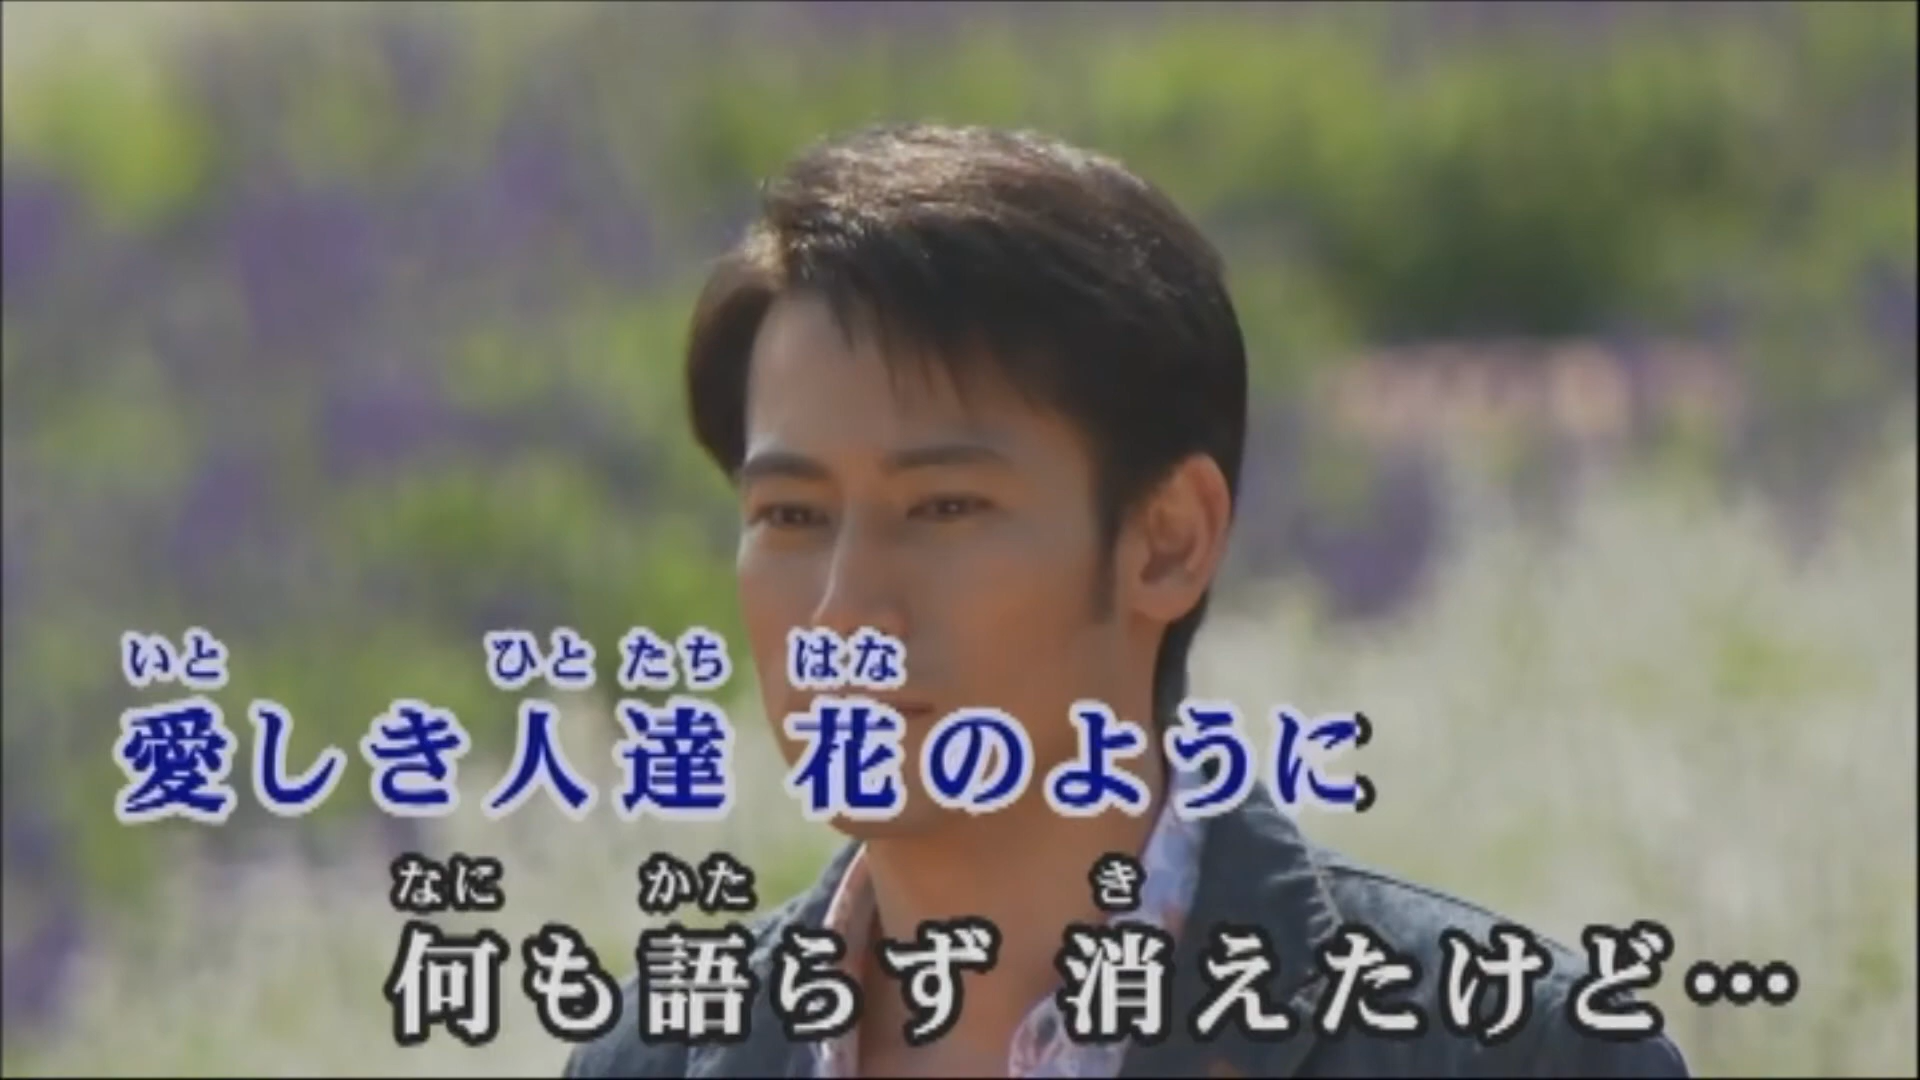 いと ひと たち はな
愛しき人達 花のように
なに かた き
何も語らず 消えたけど…